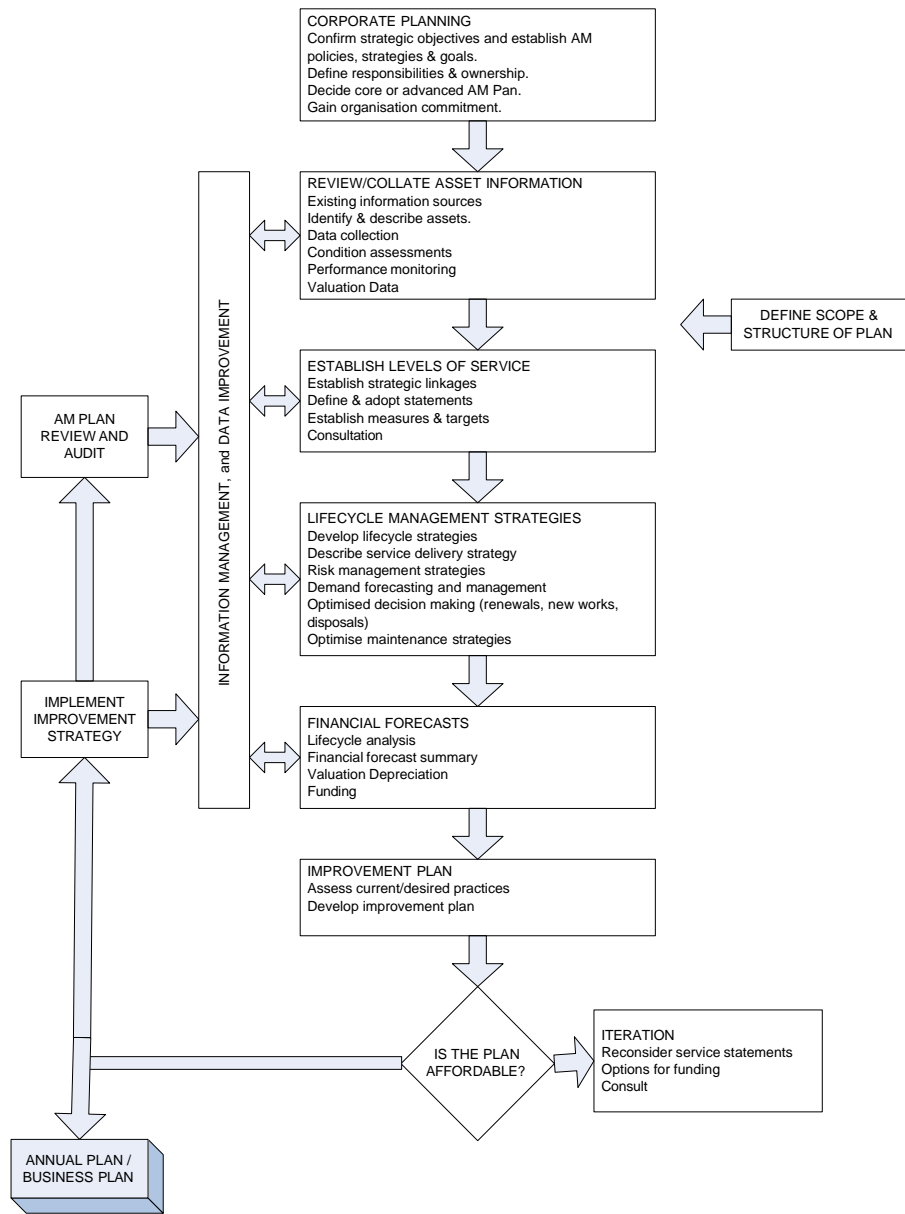 CORPORATE PLANNING
Confirm strategic objectives and establish AM
policies, strategies & goals.
Define responsibilities & ownership.
Decide core or advanced AM Pan.
Gain organisation commitment.
REVIEW/COLLATE ASSET INFORMATION
Existing information sources
Identify & describe assets.
Data collection
Condition assessments
Performance monitoring
Valuation Data
DEFINE SCOPE &
STRUCTURE OF PLAN
INFORMATION MANAGEMENT, and DATA IMPROVEMENT
ESTABLISH LEVELS OF SERVICE
Establish strategic linkages
Define & adopt statements
Establish measures & targets
Consultation
AM PLAN
REVIEW AND
AUDIT
LIFECYCLE MANAGEMENT STRATEGIES
Develop lifecycle strategies
Describe service delivery strategy
Risk management strategies
Demand forecasting and management
Optimised decision making (renewals, new works,
disposals)
Optimise maintenance strategies
IMPLEMENT
IMPROVEMENT
STRATEGY
FINANCIAL FORECASTS
Lifecycle analysis
Financial forecast summary
Valuation Depreciation
Funding
IMPROVEMENT PLAN
Assess current/desired practices
Develop improvement plan
IS THE PLAN
AFFORDABLE?
ITERATION
Reconsider service statements
Options for funding
Consult
ANNUAL PLAN /
BUSINESS PLAN